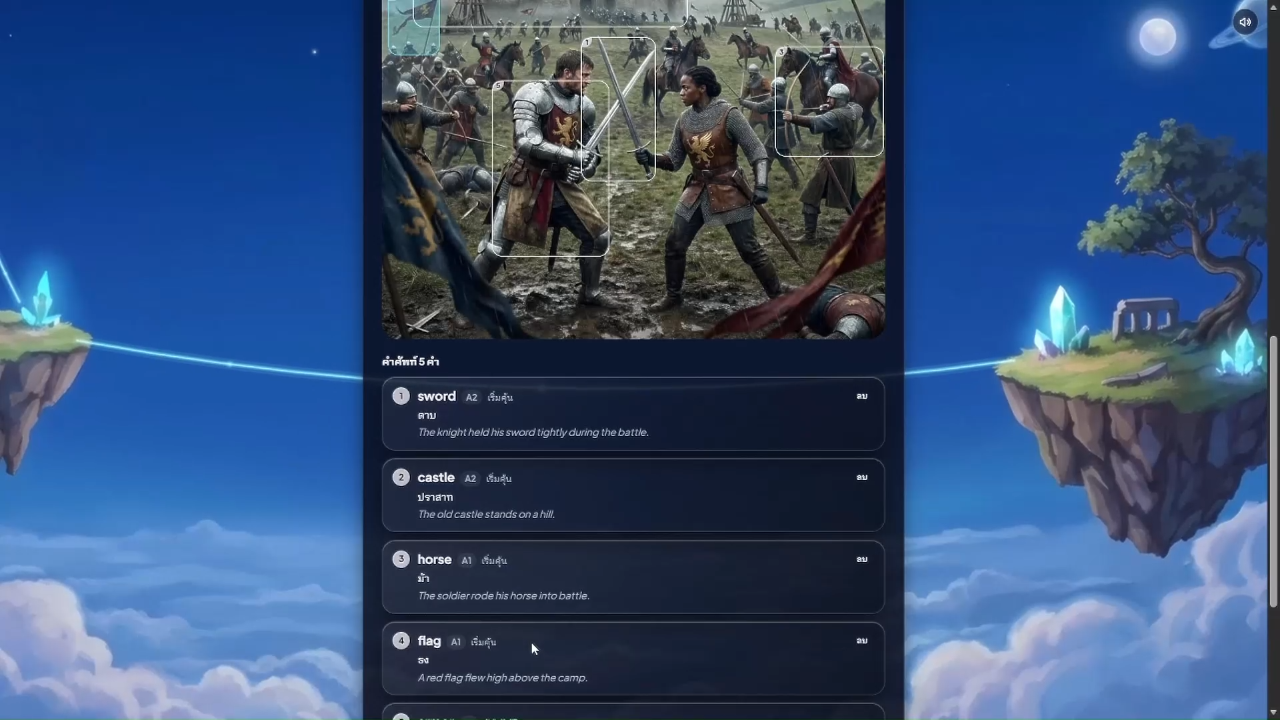 1
3
5
คำศัพท์ 5 คำ
1 sword A2 เริ่มคุ้น ลบ
ดาบ
The knight held his sword tightly during the battle.
2 castle A2 เริ่มคุ้น ลบ
ปราสาท
The old castle stands on a hill.
3 horse A1 เริ่มคุ้น ลบ
ม้า
The soldier rode his horse into battle.
4 flag A1 เริ่มคุ้น ลบ
ธง
A red flag flew high above the camp.